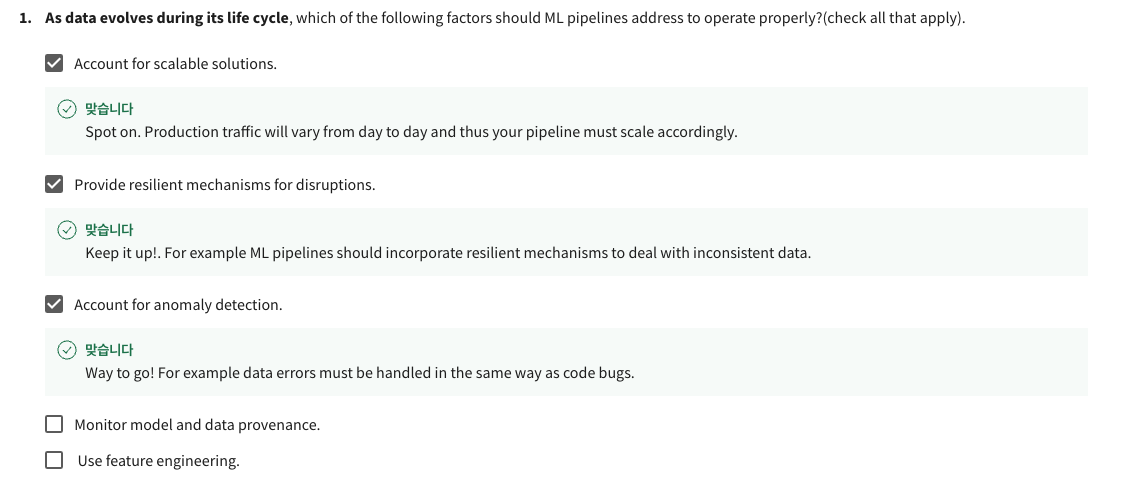 1. As data evolves during its life cycle, which of the following factors should ML pipelines address to operate properly?(check all that apply).
Account for scalable solutions.
맞습니다
Spot on. Production traffic will vary from day to day and thus your pipeline must scale accordingly.
Provide resilient mechanisms for disruptions.
맞습니다
Keep it up!. For example ML pipelines should incorporate resilient mechanisms to deal with inconsistent data.
Account for anomaly detection.
맞습니다
Way to go! For example data errors must be handled in the same way as code bugs.
Monitor model and data provenance.
Use feature engineering.